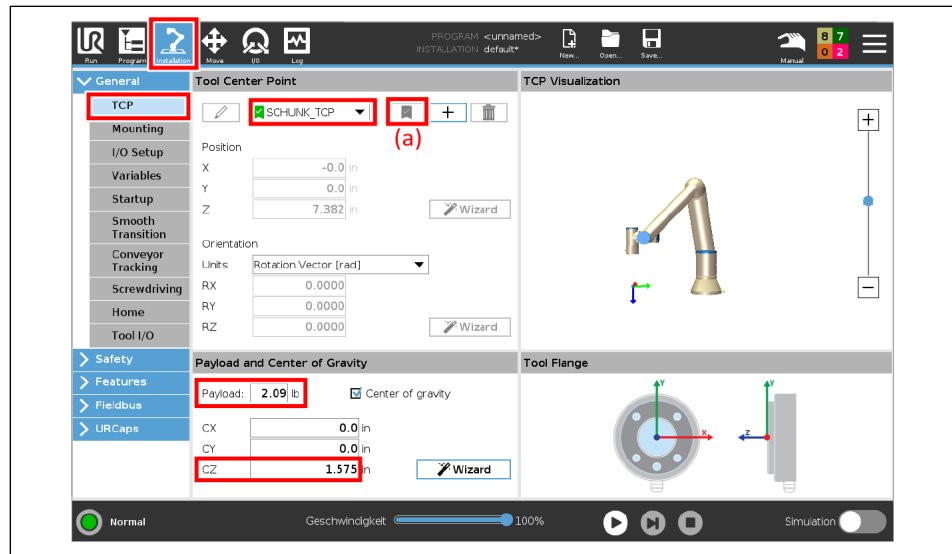 PROGRAM <unnamed>
INSTALLATION default*
UR
Run Program Installation Move I/O Log New... Open... Save... Manual
8 7
0 2
General
TCP
Mounting
I/O Setup
Variables
Startup
Smooth
Transition
Conveyor
Tracking
Screwdriving
Home
Tool I/O
Safety
Features
Fieldbus
URCaps
Tool Center Point
SCHUNK_TCP
(a)
Position
X -0.0 in
Y 0.0 in
Z 7.382 in Wizard
Orientation
Units Rotation Vector [rad]
RX 0.0000
RY 0.0000
RZ 0.0000 Wizard
Payload and Center of Gravity
Payload: 2.09 lb Center of gravity
CX 0.0 in
CY 0.0 in
CZ 1.575 in Wizard
TCP Visualization
Tool Flange
Y Y
X Z
Normal Geschwindigkeit 100% Simulation